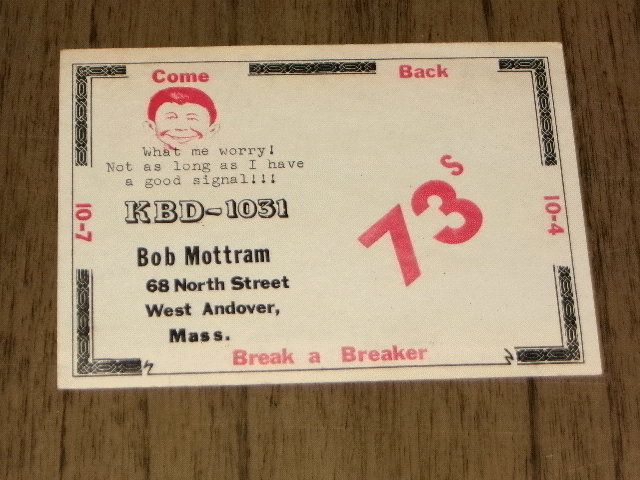 Come Back
What me worry!
Not as long as I have
a good signal!!!
KBD-1031
10-7
73s
10-4
Bob Mottram
68 North Street
West Andover,
Mass.
Break a Breaker